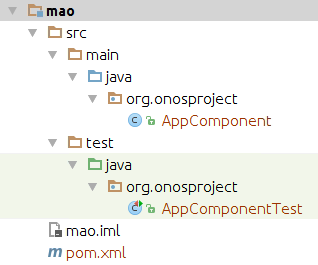 mao
src
main
java
org.onosproject
AppComponent
test
java
org.onosproject
AppComponentTest
mao.iml
pom.xml